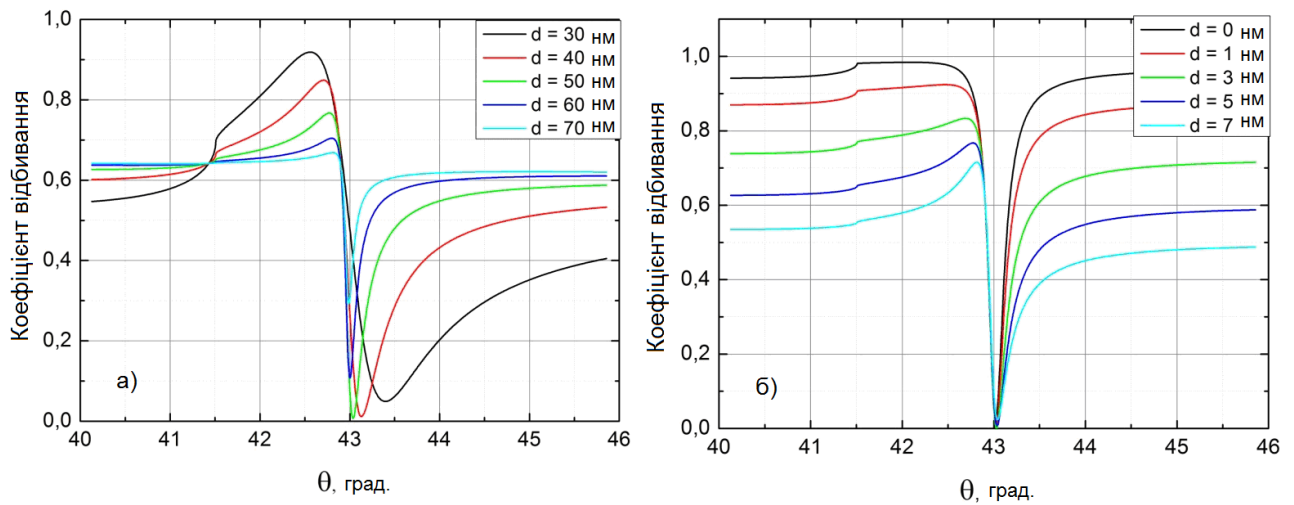 1,0
0,8
0,6
0,4
0,2
0,0
Коефіцієнт відбивання
d = 30 нм
d = 40 нм
d = 50 нм
d = 60 нм
d = 70 нм
а)
40 41 42 43 44 45 46
θ, град.
1,0
0,8
0,6
0,4
0,2
0,0
Коефіцієнт відбивання
d = 0 нм
d = 1 нм
d = 3 нм
d = 5 нм
d = 7 нм
б)
40 41 42 43 44 45 46
θ, град.